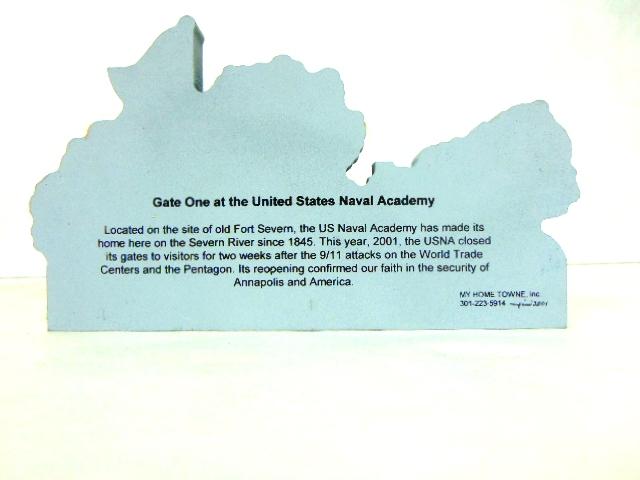 Gate One at the United States Naval Academy
Located on the site of old Fort Severn, the US Naval Academy has made its
home here on the Severn River since 1845. This year, 2001, the USNA closed
its gates to visitors for two weeks after the 9/11 attacks on the World Trade
Centers and the Pentagon. Its reopening confirmed our faith in the security of
Annapolis and America.
MY HOME TOWNE, Inc.
301-223-5914 2001